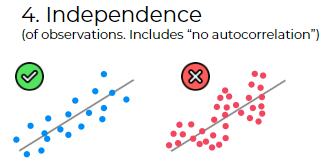 4. Independence
(of observations. Includes “no autocorrelation”)